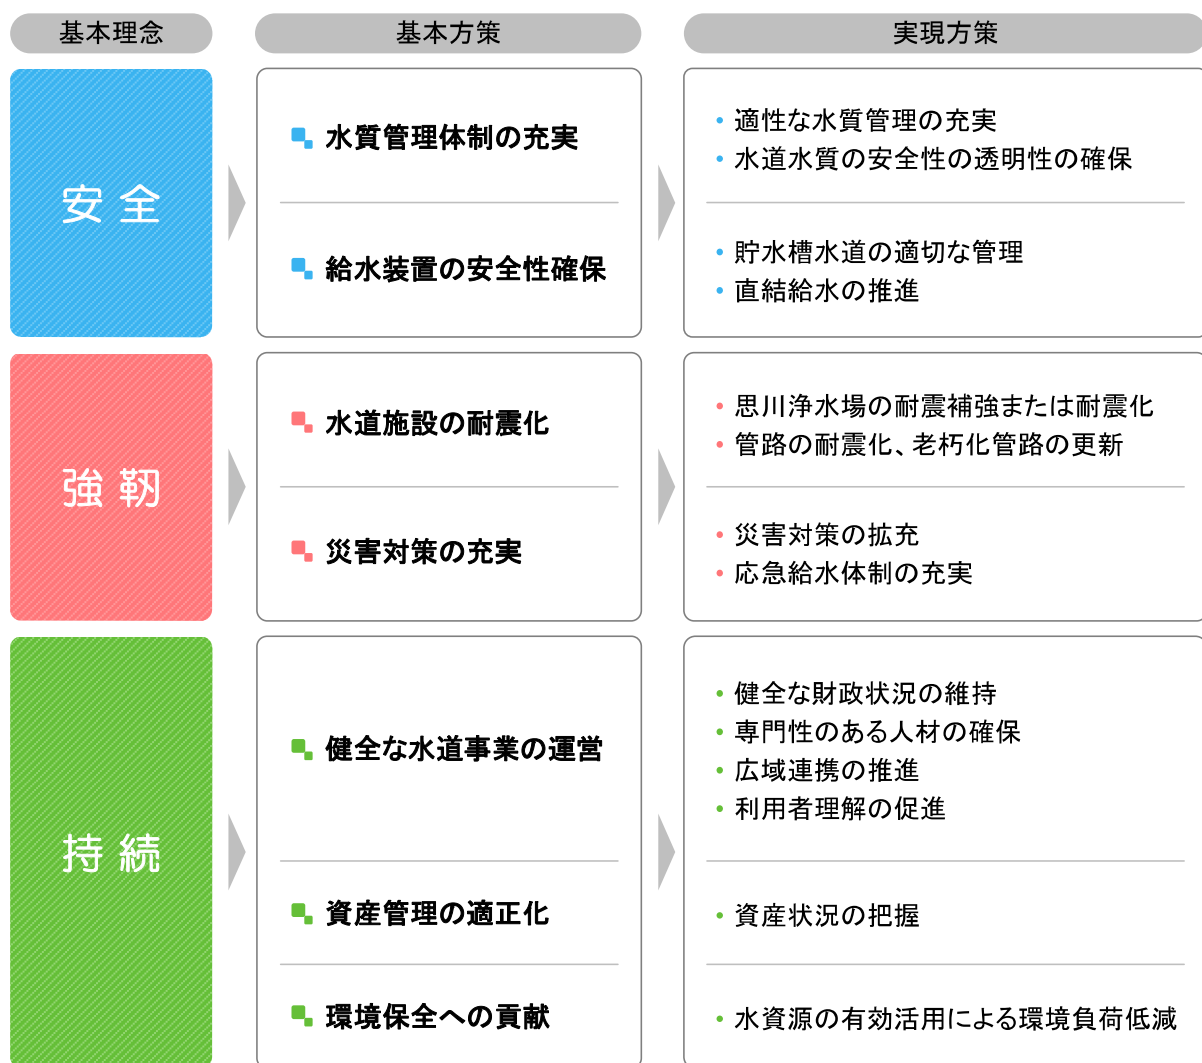 基本理念
基本方策
実現方策
安全
水質管理体制の充実
・適性な水質管理の充実
・水道水質の安全性の透明性の確保
給水装置の安全性確保
・貯水槽水道の適切な管理
・直結給水の推進
強靭
水道施設の耐震化
・思川浄水場の耐震補強または耐震化
・管路の耐震化、老朽化管路の更新
災害対策の充実
・災害対策の拡充
・応急給水体制の充実
持続
健全な水道事業の運営
・健全な財政状況の維持
・専門性のある人材の確保
・広域連携の推進
・利用者理解の促進
資産管理の適正化
・資産状況の把握
環境保全への貢献
・水資源の有効活用による環境負荷低減